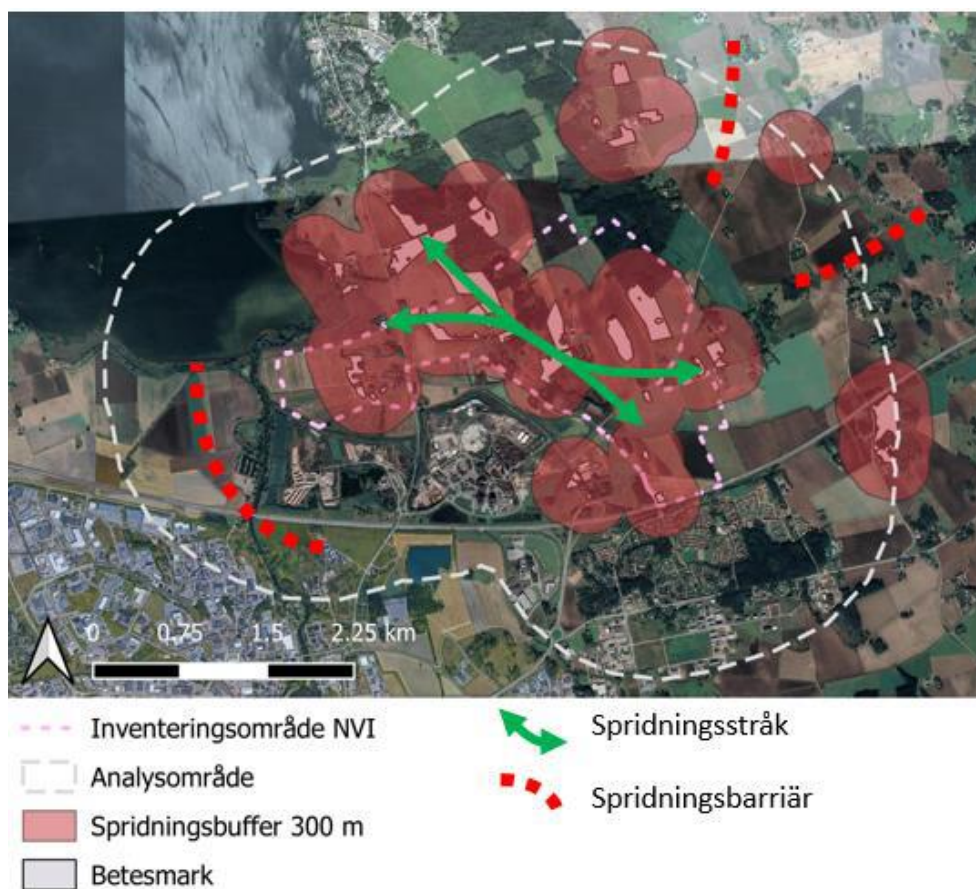 0 0.75 1.5 2.25 km
Inventeringsområde NVI
Analysområde
Spridningsbuffer 300 m
Betesmark
Spridningsstråk
Spridningsbarriär